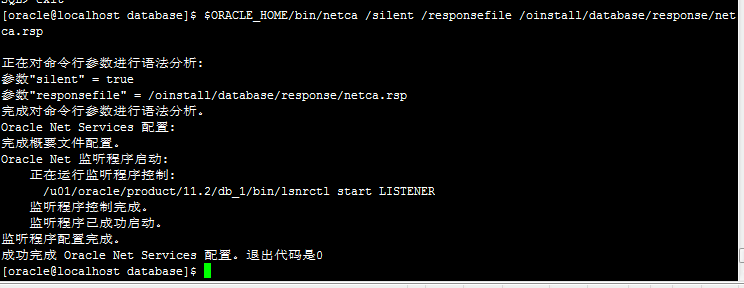 [oracle@localhost database]$ $ORACLE_HOME/bin/netca /silent /responsefile /oinstall/database/response/net
ca.rsp
正在对命令行参数进行语法分析:
参数"silent" = true
参数"responsefile" = /oinstall/database/response/netca.rsp
完成对命令行参数进行语法分析。
Oracle Net Services 配置:
完成概要文件配置。
Oracle Net 监听程序启动:
正在运行监听程序控制:
/u01/oracle/product/11.2/db_1/bin/lsnrctl start LISTENER
监听程序控制完成。
监听程序已成功启动。
监听程序配置完成。
成功完成 Oracle Net Services 配置。退出代码是0
[oracle@localhost database]$